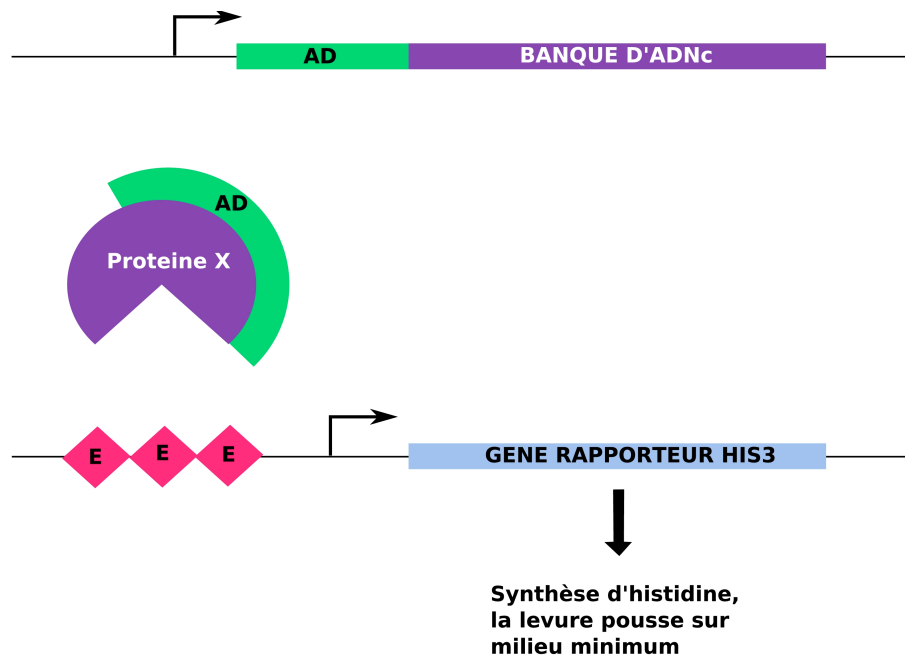 AD
BANQUE D'ADNc
AD
Proteine X
E
E
E
GENE RAPPORTEUR HIS3
Synthèse d'histidine,
la levure pousse sur
milieu minimum